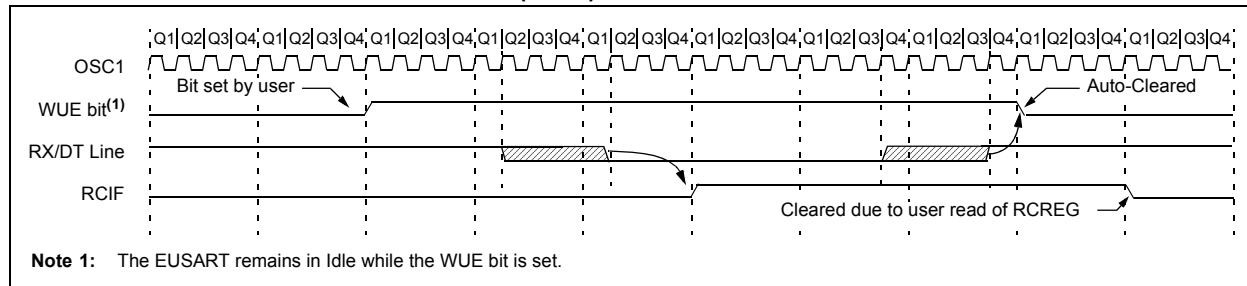 Q1 Q2 Q3 Q4 Q1 Q2 Q3 Q4 Q1 Q2 Q3 Q4 Q1 Q2 Q3 Q4 Q1 Q2 Q3 Q4 Q1 Q2 Q3 Q4 Q1 Q2 Q3 Q4 Q1 Q2 Q3 Q4 Q1 Q2 Q3 Q4 Q1 Q2 Q3 Q4
OSC1
Bit set by user
Auto-Cleared
WUE bit(1)
RX/DT Line
RCIF
Cleared due to user read of RCREG
Note 1: The EUSART remains in Idle while the WUE bit is set.